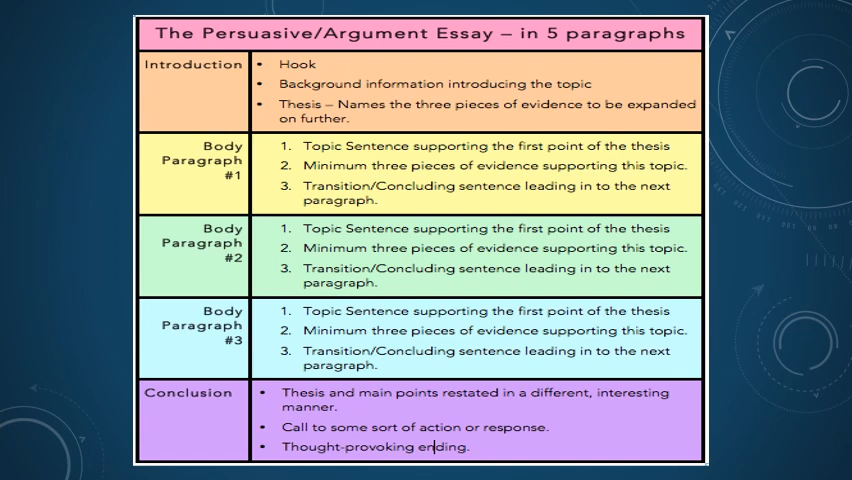 The Persuasive/Argument Essay – in 5 paragraphs
Introduction
• Hook
• Background information introducing the topic
• Thesis – Names the three pieces of evidence to be expanded
on further.
Body
Paragraph
#1
1. Topic Sentence supporting the first point of the thesis
2. Minimum three pieces of evidence supporting this topic.
3. Transition/Concluding sentence leading in to the next
paragraph.
Body
Paragraph
#2
1. Topic Sentence supporting the first point of the thesis
2. Minimum three pieces of evidence supporting this topic.
3. Transition/Concluding sentence leading in to the next
paragraph.
Body
Paragraph
#3
1. Topic Sentence supporting the first point of the thesis
2. Minimum three pieces of evidence supporting this topic.
3. Transition/Concluding sentence leading in to the next
paragraph.
Conclusion
• Thesis and main points restated in a different, interesting
manner.
• Call to some sort of action or response.
• Thought-provoking ending.